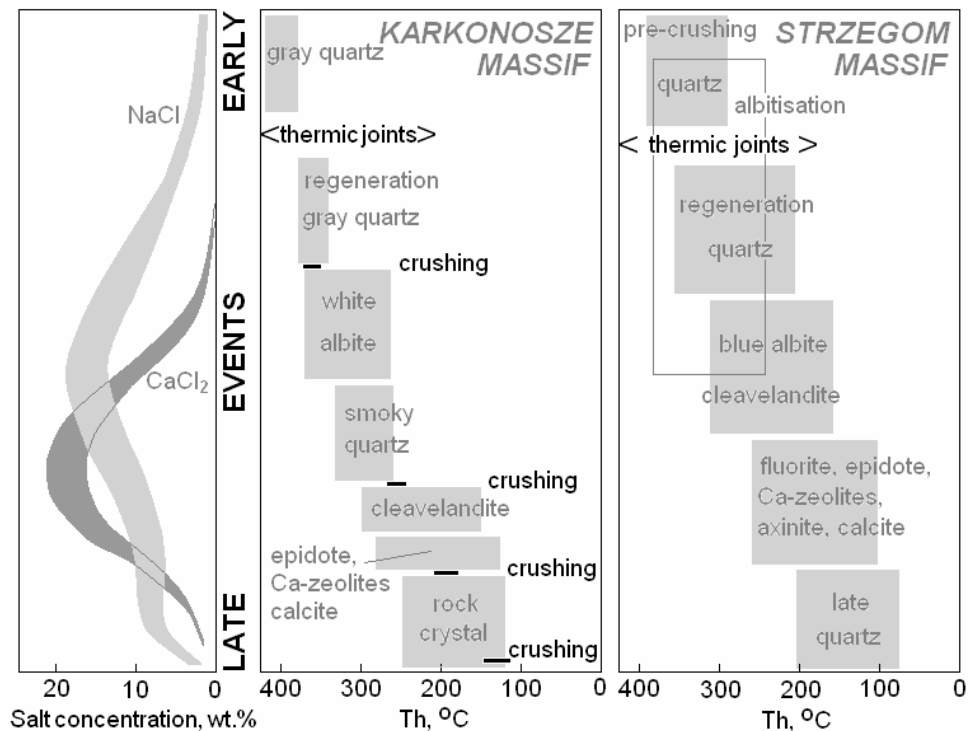 NaCl
CaCl₂
20
10
0
Salt concentration, wt.%
EARLY
EVENTS
LATE
KARKONOSZE
MASSIF
gray quartz
<thermic joints>
regeneration
gray quartz
crushing
white
albite
smoky
quartz
crushing
cleavelandite
epidote,
Ca-zeolites
calcite
crushing
rock
crystal
crushing
400
300
200
100
0
Th, ºC
STRZEGOM
MASSIF
pre-crushing
quartz
albitisation
< thermic joints >
regeneration
quartz
blue albite
cleavelandite
fluorite, epidote,
Ca-zeolites,
axinite, calcite
late
quartz
400
300
200
100
0
Th, ºC